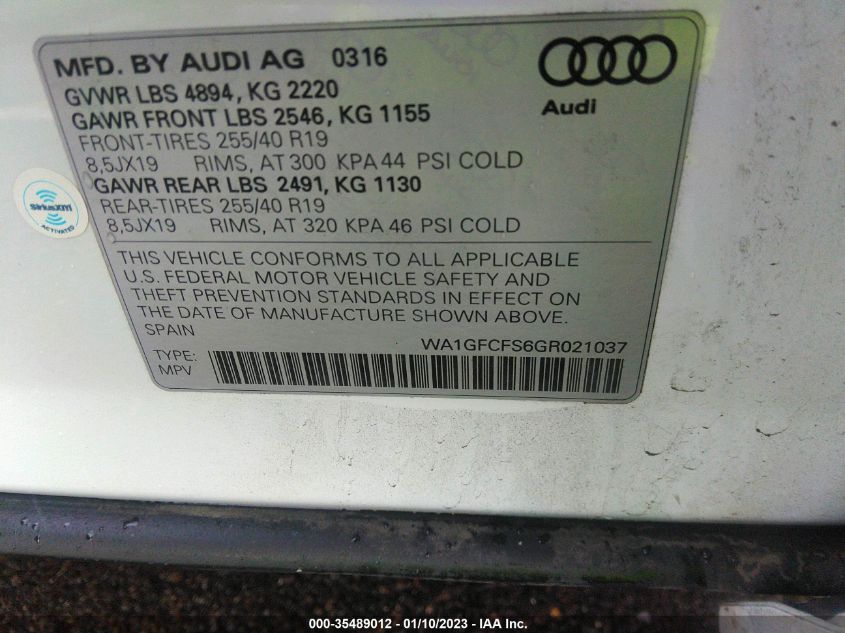 MFD. BY AUDI AG 0316
Audi
GVWR LBS 4894, KG 2220
GAWR FRONT LBS 2546, KG 1155
FRONT-TIRES 255/40 R19
8,5JX19 RIMS, AT 300 KPA 44 PSI COLD
GAWR REAR LBS 2491, KG 1130
REAR-TIRES 255/40 R19
8,5JX19 RIMS, AT 320 KPA 46 PSI COLD
SiriusXM
ACTIVATED
THIS VEHICLE CONFORMS TO ALL APPLICABLE
U.S. FEDERAL MOTOR VEHICLE SAFETY AND
THEFT PREVENTION STANDARDS IN EFFECT ON
THE DATE OF MANUFACTURE SHOWN ABOVE.
SPAIN
WA1GFCFS6GR021037
TYPE:
MPV
000-35489012 - 01/10/2023 - IAA Inc.